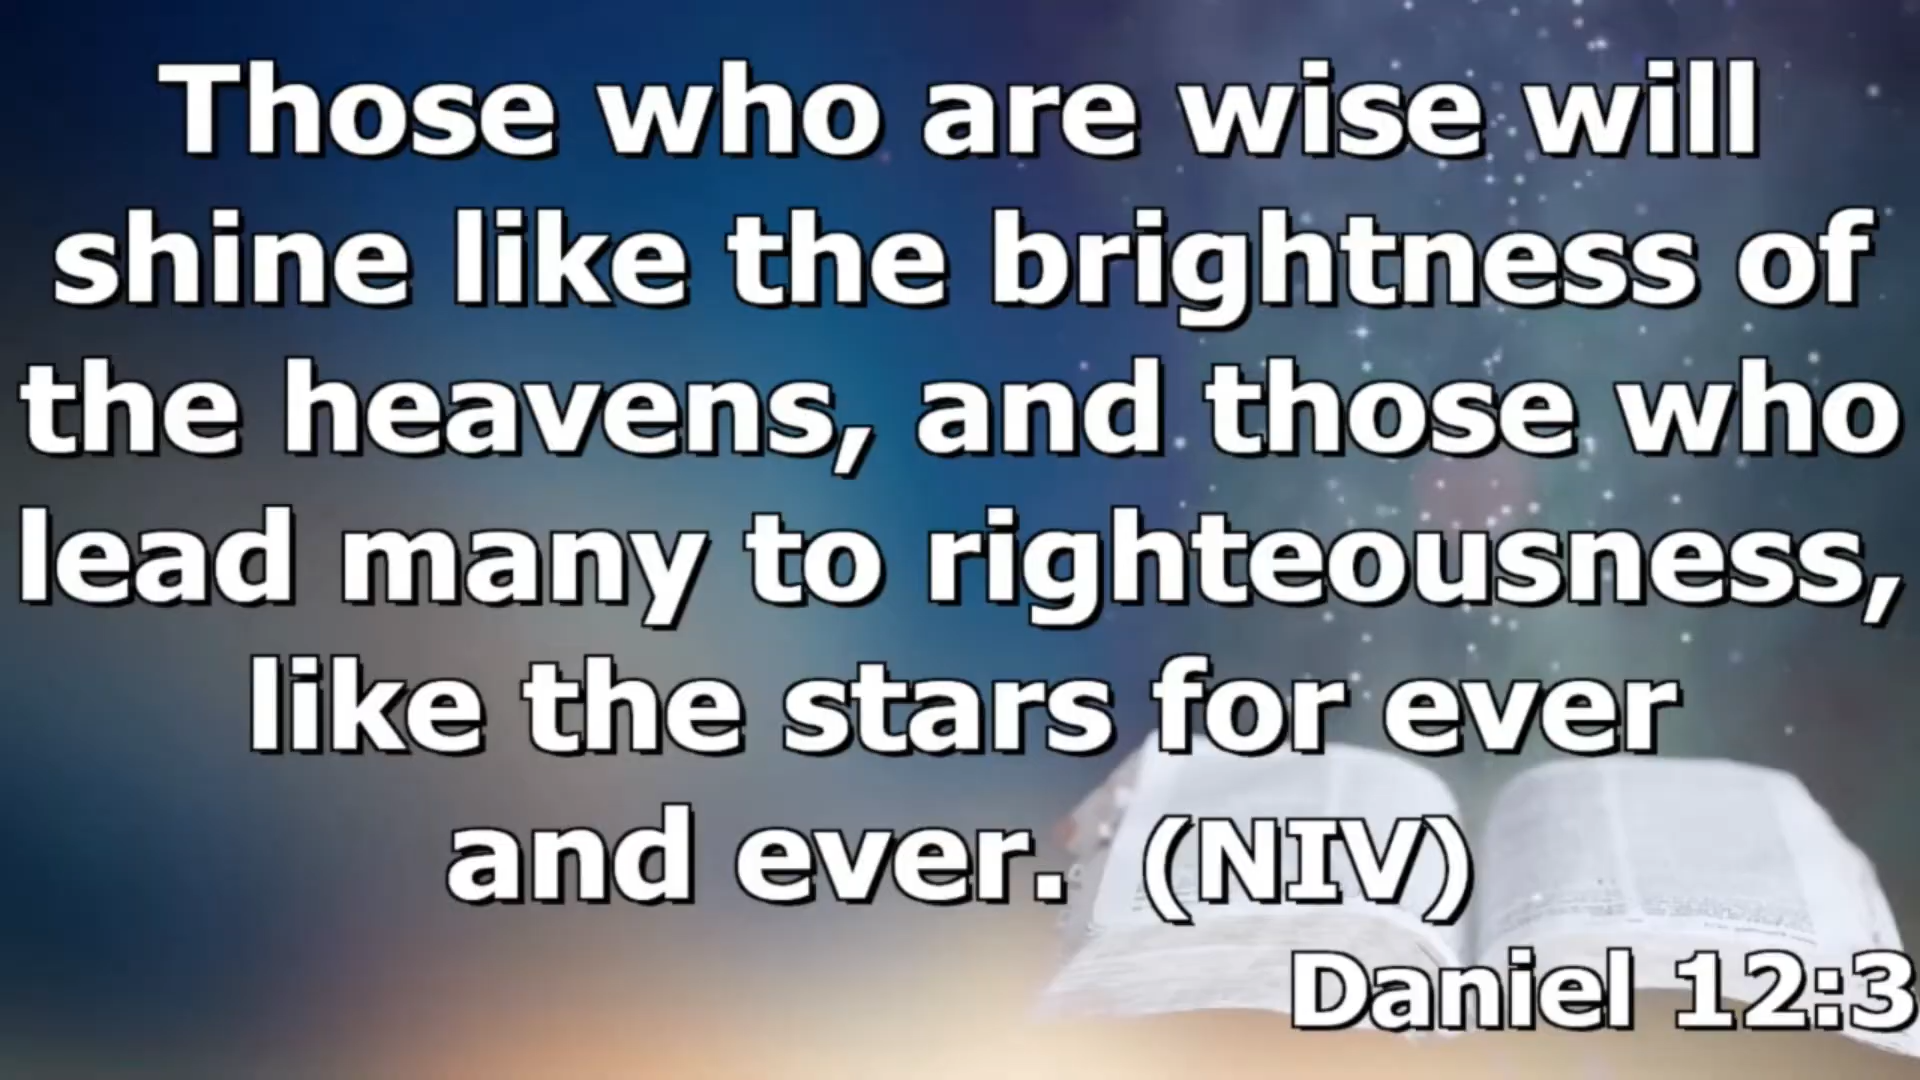 Those who are wise will
shine like the brightness of
the heavens, and those who
lead many to righteousness,
like the stars for ever
and ever. (NIV)
Daniel 12:3